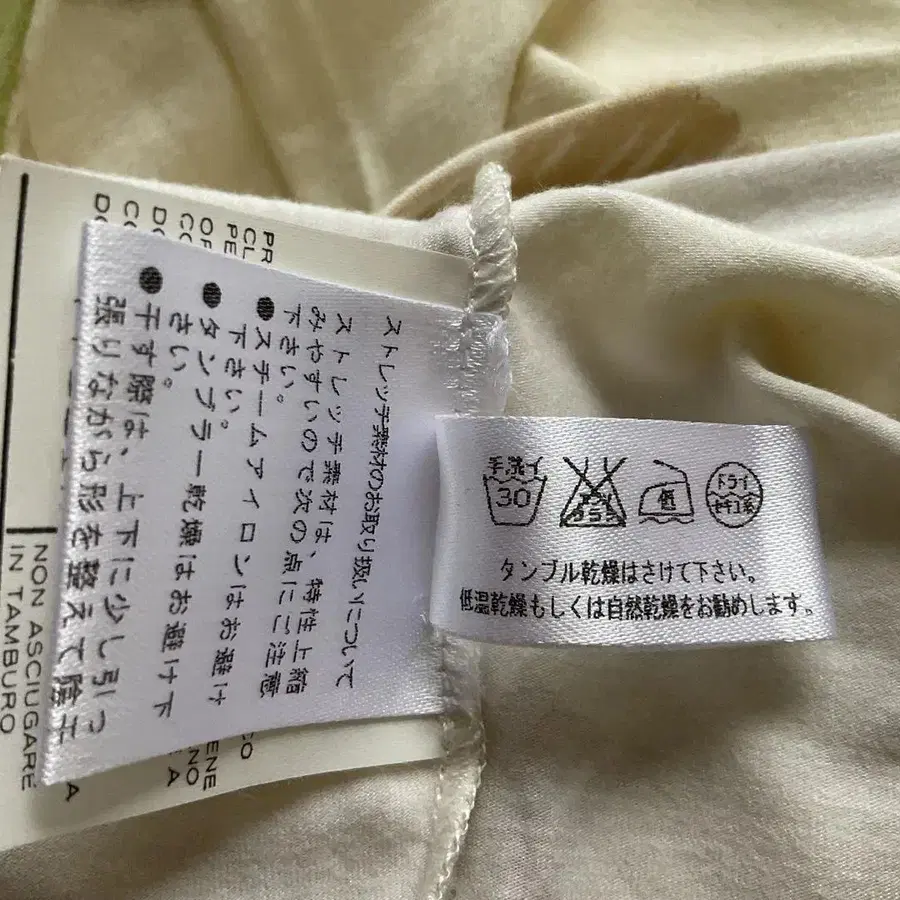 ストレッチ素材のお取り扱いについて
ストレッチ素材は、特性上縮
みやすいので次の点にご注意
下さい。
●スチームアイロンはお避け
下さい。
●タンブラー乾燥はお避け下
さい。
●干す際は、上下に少し引っ
張りながら形を整えて陰
手洗イ
30
低
ドライ
セキユ系
タンブル乾燥はさけて下さい。
低温乾燥もしくは自然乾燥をお勧めします。
NON ASCIUGARE
IN TAMBURO